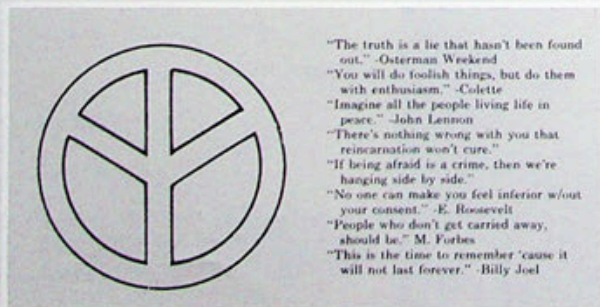 "The truth is a lie that hasn't been found
out." -Osterman Weekend
"You will do foolish things, but do them
with enthusiasm." -Colette
"Imagine all the people living life in
peace." -John Lennon
"There's nothing wrong with you that
reincarnation won't cure."
"If being afraid is a crime, then we're
hanging side by side."
"No one can make you feel inferior w/out
your consent." -E. Roosevelt
"People who don't get carried away,
should be." M. Forbes
"This is the time to remember 'cause it
will not last forever." -Billy Joel